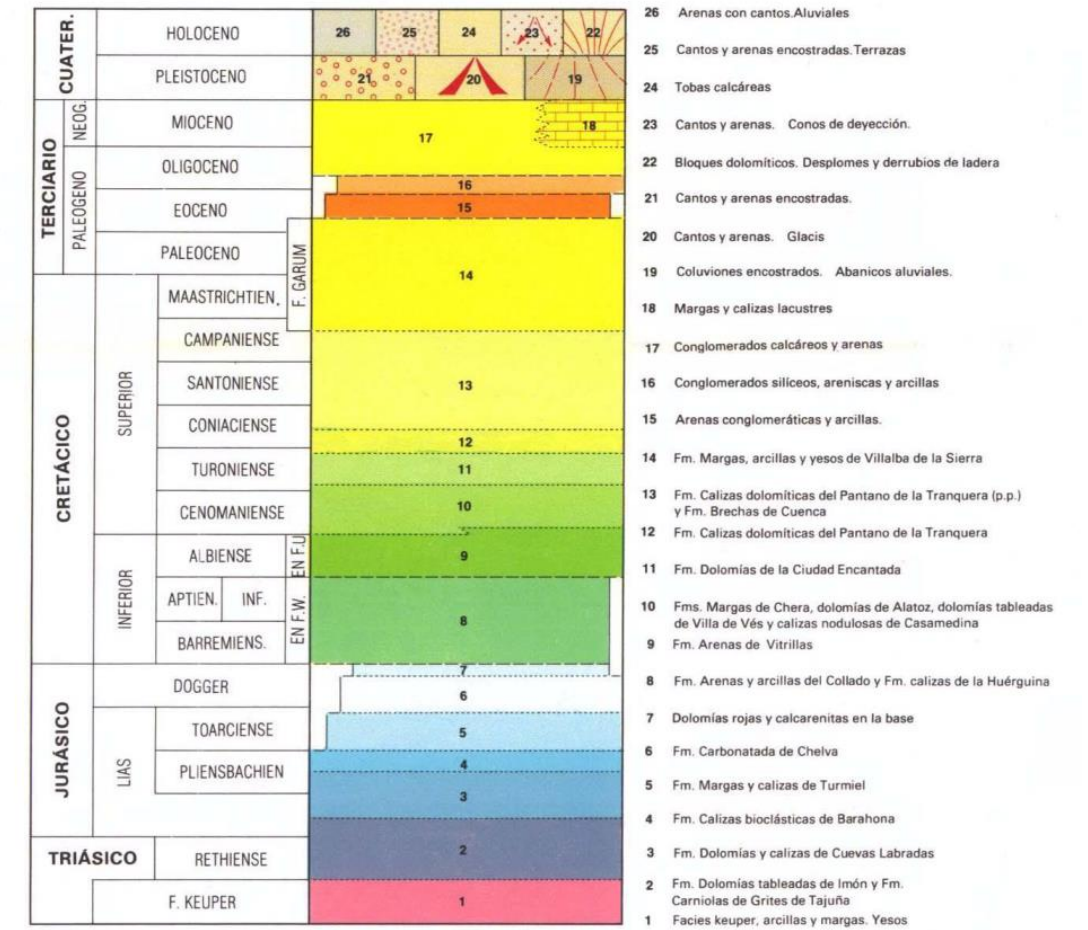 CUATER.
HOLOCENO
PLEISTOCENO
TERCIARIO
NEOG.
MIOCENO
PALEOGENO
OLIGOCENO
EOCENO
PALEOCENO
F. GARUM
CRETÁCICO
SUPERIOR
MAASTRICHTIEN.
CAMPANIENSE
SANTONIENSE
CONIACIENSE
TURONIENSE
CENOMANIENSE
INFERIOR
ALBIENSE
EN F.U
APTIEN.
INF.
EN F.W.
BARREMIENS.
JURÁSICO
DOGGER
LIAS
TOARCIENSE
PLIENSBACHIEN
TRIÁSICO
RETHIENSE
F. KEUPER
26
25
24
23
22
21
20
19
17
18
16
15
14
13
12
11
10
9
8
7
6
5
4
3
2
1
26 Arenas con cantos.Aluviales
25 Cantos y arenas encostradas.Terrazas
24 Tobas calcáreas
23 Cantos y arenas. Conos de deyección.
22 Bloques dolomíticos. Desplomes y derrubios de ladera
21 Cantos y arenas encostradas.
20 Cantos y arenas. Glacis
19 Coluviones encostrados. Abanicos aluviales.
18 Margas y calizas lacustres
17 Conglomerados calcáreos y arenas
16 Conglomerados silíceos, areniscas y arcillas
15 Arenas conglomeráticas y arcillas.
14 Fm. Margas, arcillas y yesos de Villalba de la Sierra
13 Fm. Calizas dolomíticas del Pantano de la Tranquera (p.p.)
y Fm. Brechas de Cuenca
12 Fm. Calizas dolomíticas del Pantano de la Tranquera
11 Fm. Dolomías de la Ciudad Encantada
10 Fms. Margas de Chera, dolomías de Alatoz, dolomías tableadas
de Villa de Vés y calizas nodulosas de Casamedina
9 Fm. Arenas de Vitrillas
8 Fm. Arenas y arcillas del Collado y Fm. calizas de la Huérguina
7 Dolomías rojas y calcarenitas en la base
6 Fm. Carbonatada de Chelva
5 Fm. Margas y calizas de Turmiel
4 Fm. Calizas bioclásticas de Barahona
3 Fm. Dolomías y calizas de Cuevas Labradas
2 Fm. Dolomías tableadas de Imón y Fm.
Carniolas de Grites de Tajuña
1 Facies keuper, arcillas y margas. Yesos